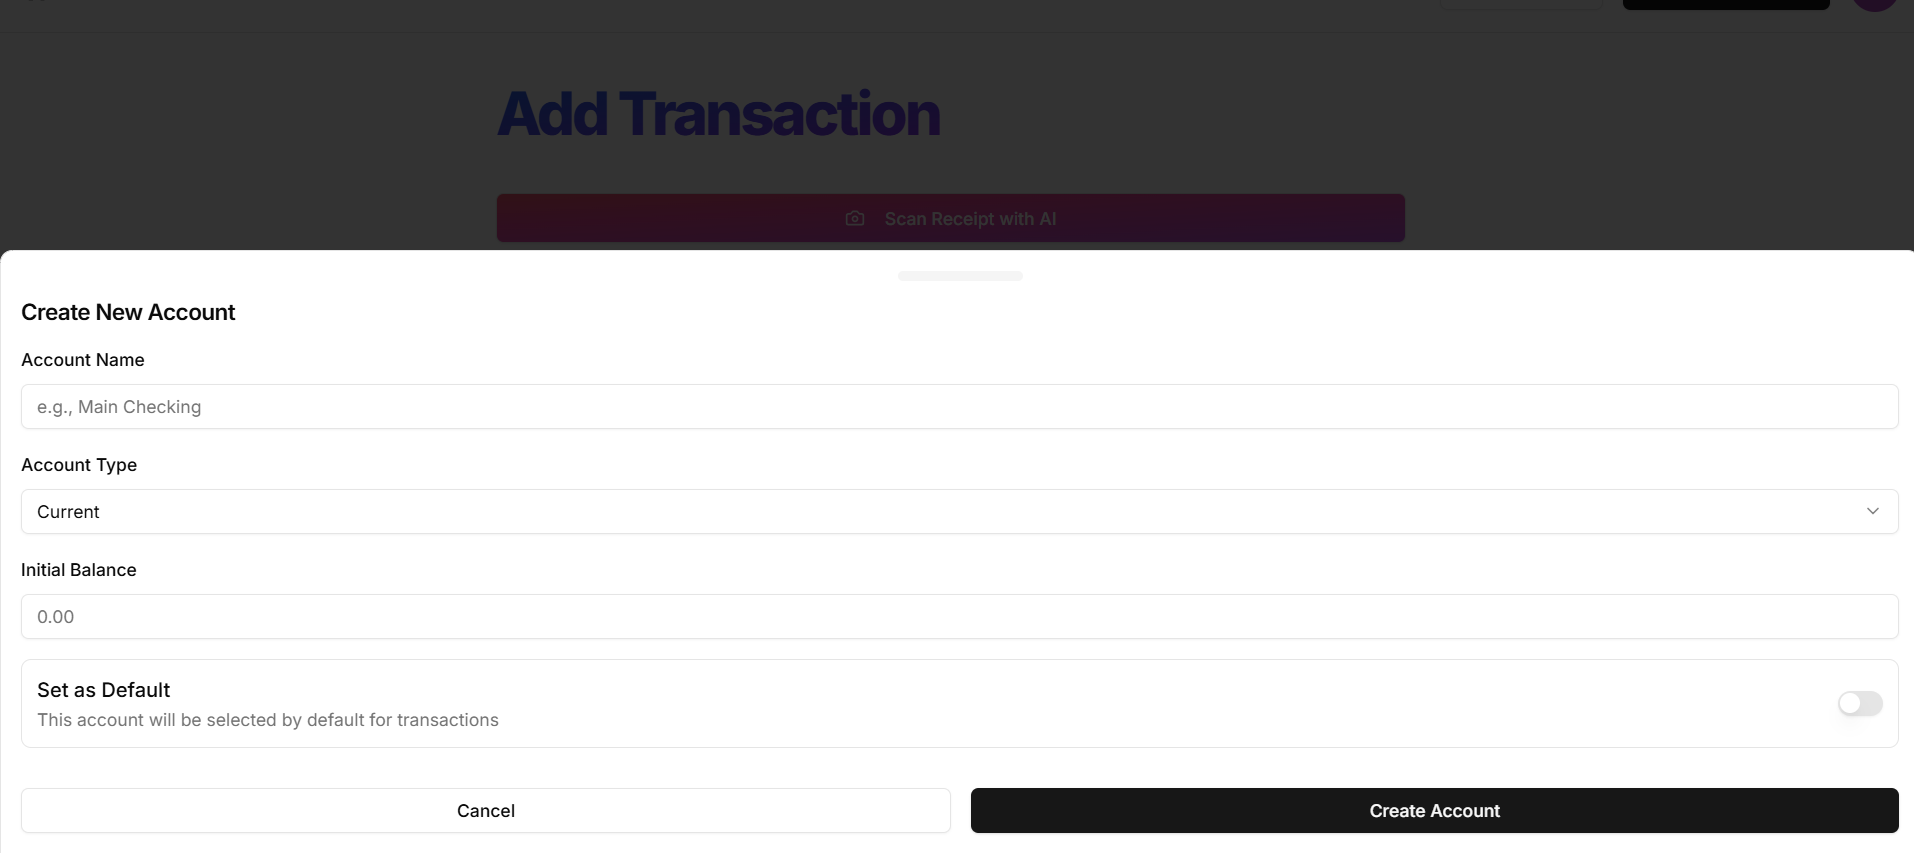 Add Transaction
Scan Receipt with AI
Create New Account
Account Name
e.g., Main Checking
Account Type
Current
Initial Balance
0.00
Set as Default
This account will be selected by default for transactions
Cancel
Create Account